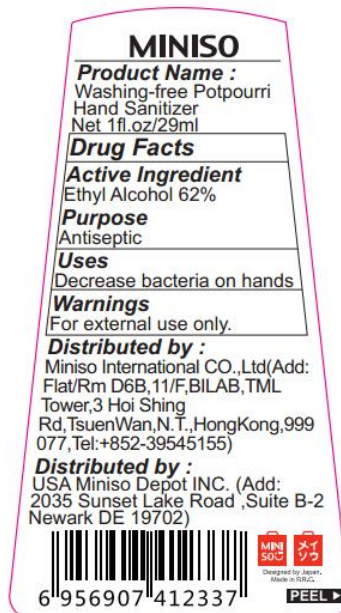 MINISO
Product Name :
Washing-free Potpourri
Hand Sanitizer
Net 1fl.oz/29ml
Drug Facts
Active Ingredient
Ethyl Alcohol 62%
Purpose
Antiseptic
Uses
Decrease bacteria on hands
Warnings
For external use only.
Distributed by :
Miniso International CO.,Ltd(Add:
Flat/Rm D6B,11/F,BILAB,TML
Tower,3 Hoi Shing
Rd,TsuenWan,N.T.,HongKong,999
077,Tel:+852-39545155)
Distributed by :
USA Miniso Depot INC. (Add:
2035 Sunset Lake Road ,Suite B-2
Newark DE 19702)
MINI
SO
メイ
ソウ
Designed by Japan.
Made in P.R.C.
6 956907 412337
PEEL